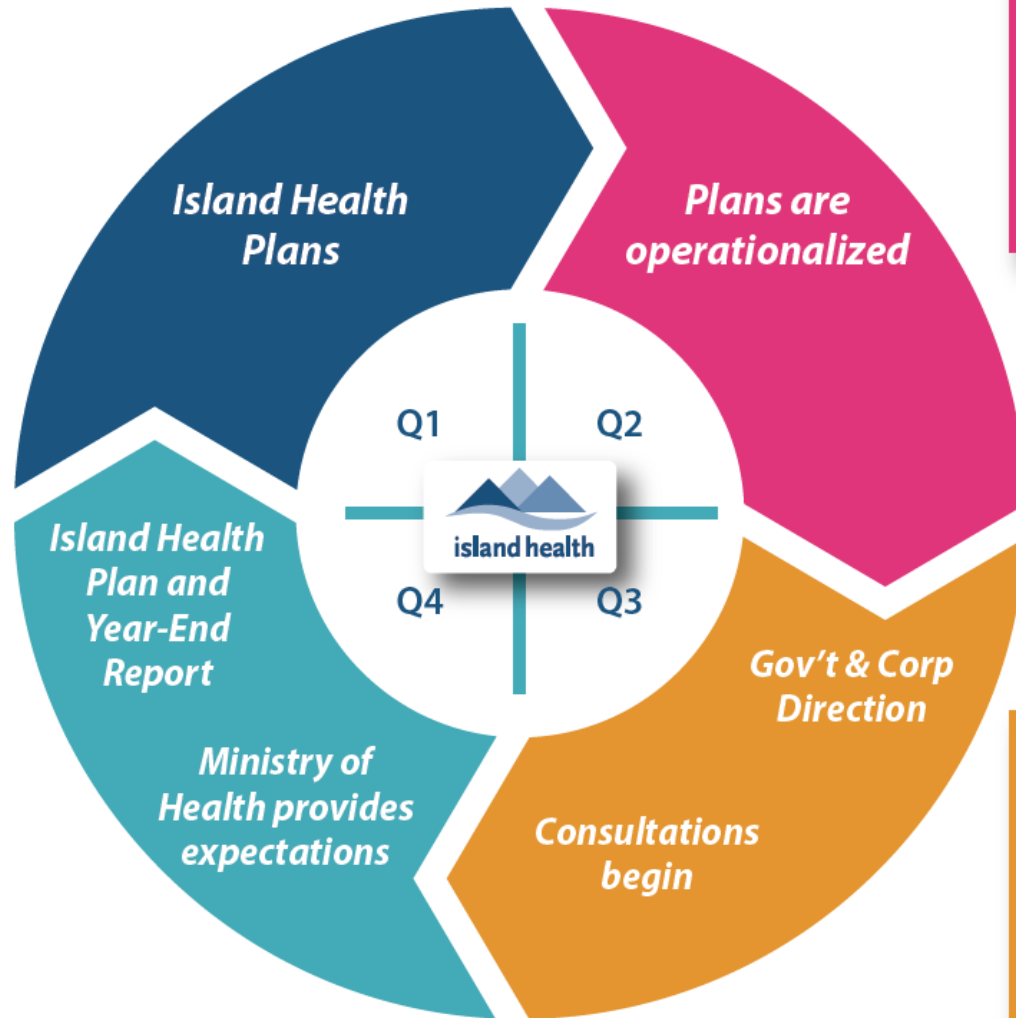 Island Health
Plans
Plans are
operationalized
Q1
Q2
island health
Q4
Q3
Island Health
Plan and
Year-End
Report
Gov't & Corp
Direction
Ministry of
Health provides
expectations
Consultations
begin